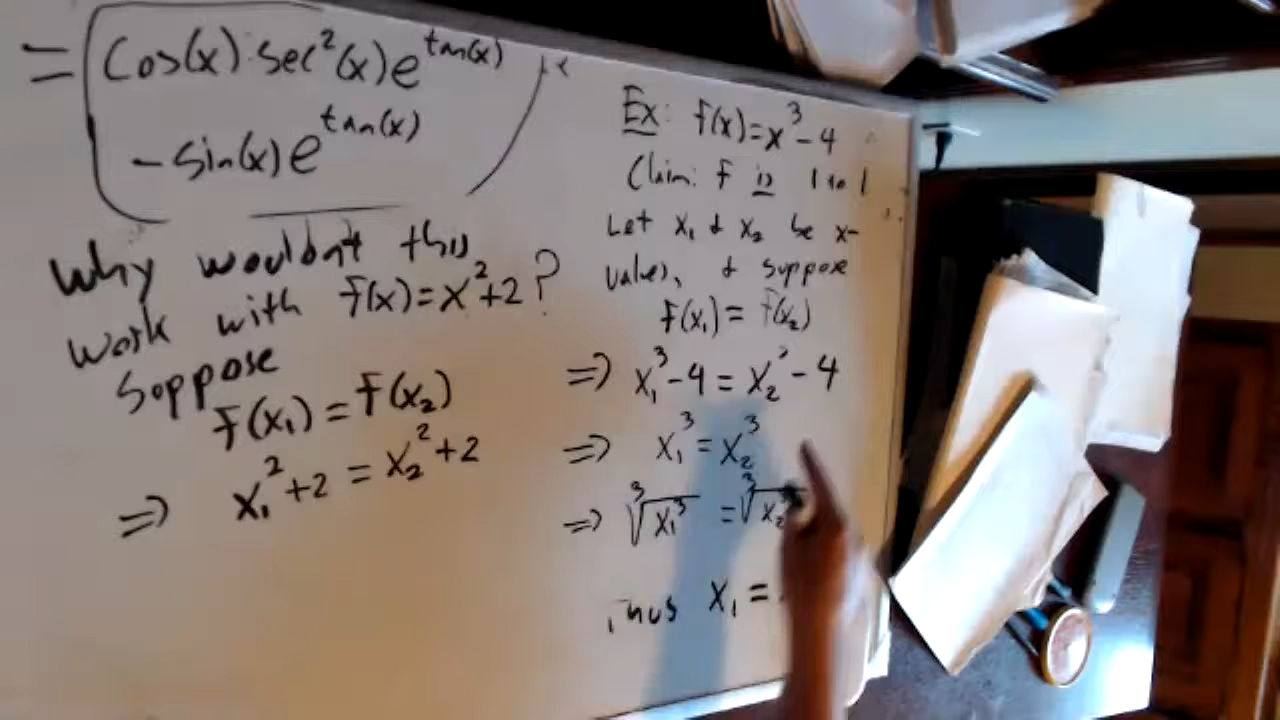 = cos(x)·sec²(x)e^tan(x)
- sin(x)e^tan(x)
Why wouldn't this
work with f(x)=x²+2?
Suppose
f(x₁)=f(x₂)
⇒ x₁²+2 = x₂²+2
Ex: f(x)=x³-4
Claim: f is 1 to 1
Let x₁ & x₂ be x-
values, & suppose
f(x₁)=f(x₂)
⇒ x₁³-4 = x₂³-4
⇒ x₁³ = x₂³
⇒ ∛x₁³ = ∛x₂
Thus x₁ =